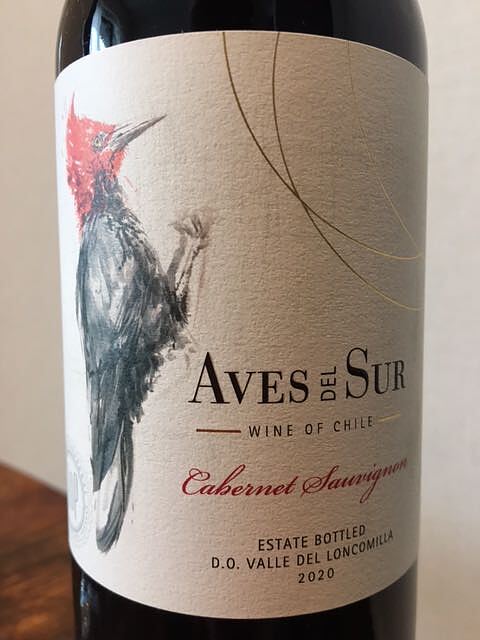 AVES DEL SUR
WINE OF CHILE
Cabernet Sauvignon
ESTATE BOTTLED
D.O. VALLE DEL LONCOMILLA
2020